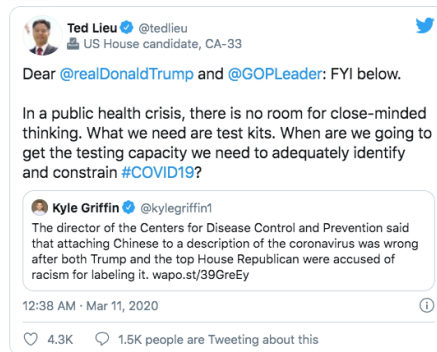 Ted Lieu @tedlieu
US House candidate, CA-33
Dear @realDonaldTrump and @GOPLeader: FYI below.
In a public health crisis, there is no room for close-minded
thinking. What we need are test kits. When are we going to
get the testing capacity we need to adequately identify
and constrain #COVID19?
Kyle Griffin @kylegriffin1
The director of the Centers for Disease Control and Prevention said
that attaching Chinese to a description of the coronavirus was wrong
after both Trump and the top House Republican were accused of
racism for labeling it. wapo.st/39GreEy
12:38 AM · Mar 11, 2020
4.3K 1.5K people are Tweeting about this